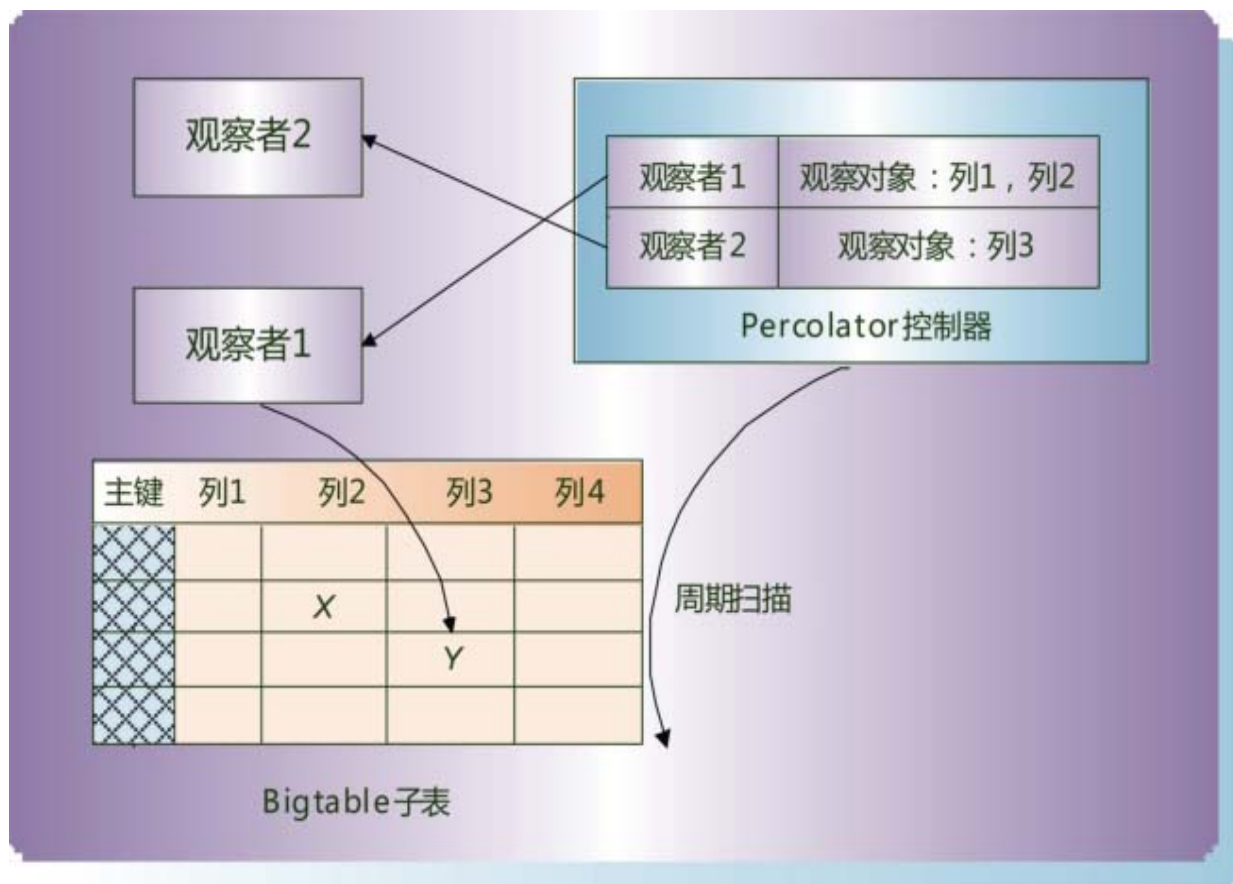 观察者2
观察者1 观察对象：列1，列2
观察者2 观察对象：列3
Percolator控制器
观察者1
主键 列1 列2 列3 列4
X
Y
周期扫描
Bigtable子表